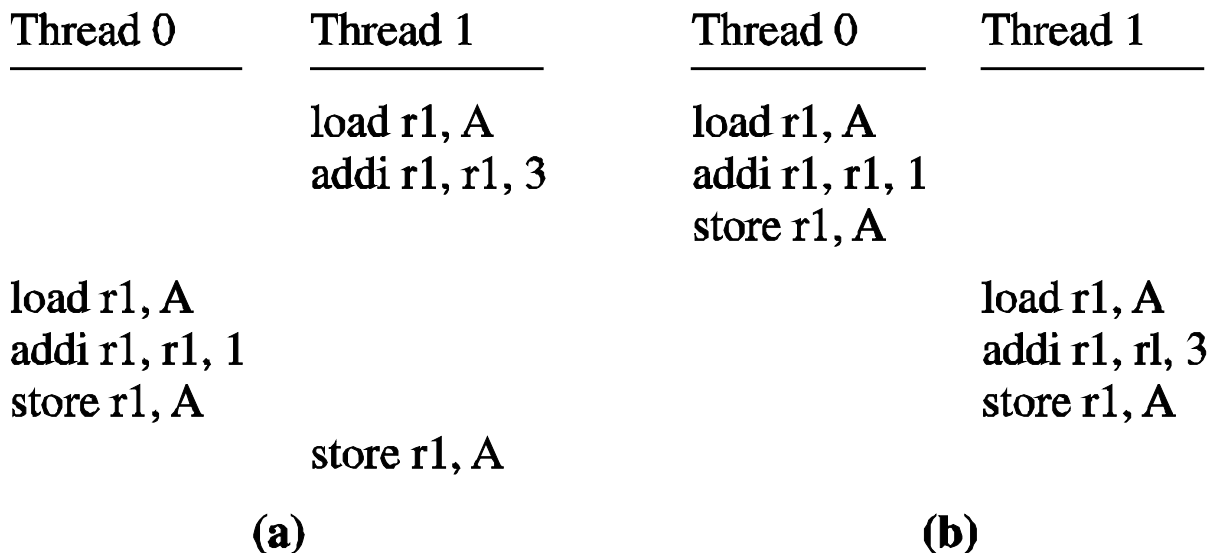 Thread 0 Thread 1 Thread 0 Thread 1
load r1, A load r1, A
addi r1, r1, 3 addi r1, r1, 1
store r1, A
load r1, A load r1, A
addi r1, r1, 1 addi r1, rl, 3
store r1, A store r1, A
store r1, A
(a) (b)